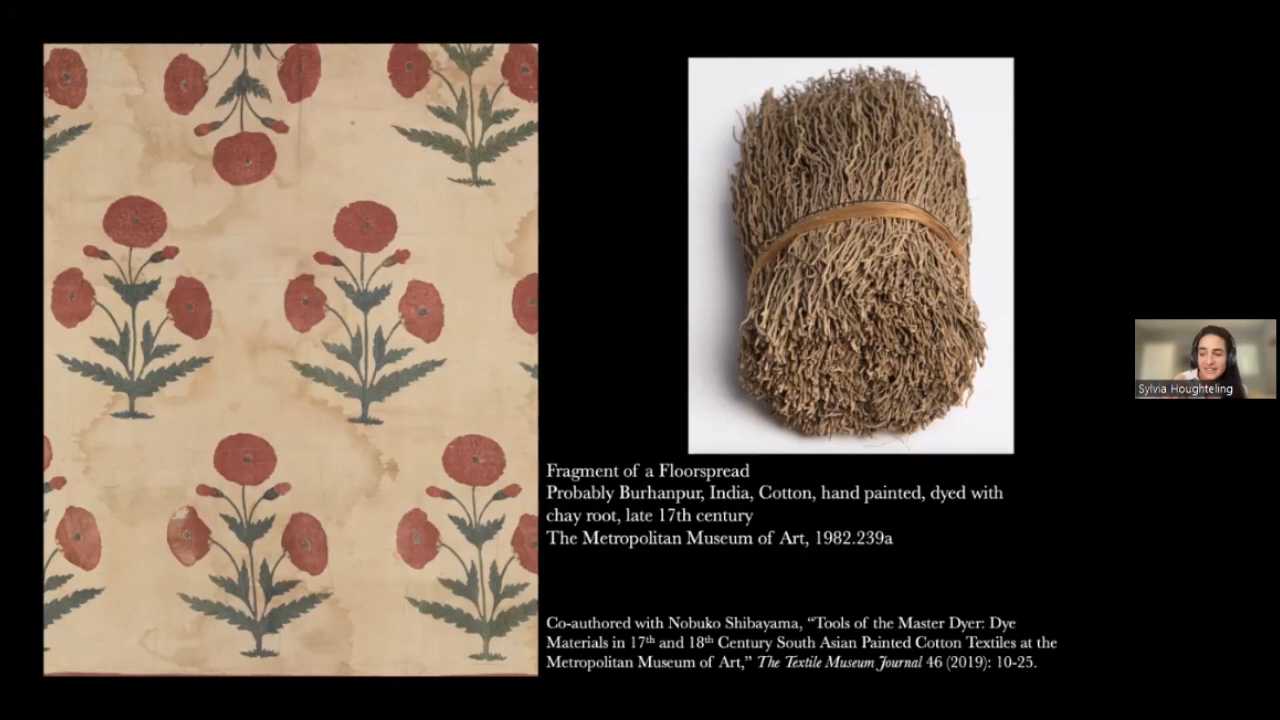 Fragment of a Floorspread
Probably Burhanpur, India, Cotton, hand painted, dyed with
chay root, late 17th century
The Metropolitan Museum of Art, 1982.239a
Sylvia Houghteling
Co-authored with Nobuko Shibayama, “Tools of the Master Dyer: Dye
Materials in 17th and 18th Century South Asian Painted Cotton Textiles at the
Metropolitan Museum of Art,” The Textile Museum Journal 46 (2019): 10-25.